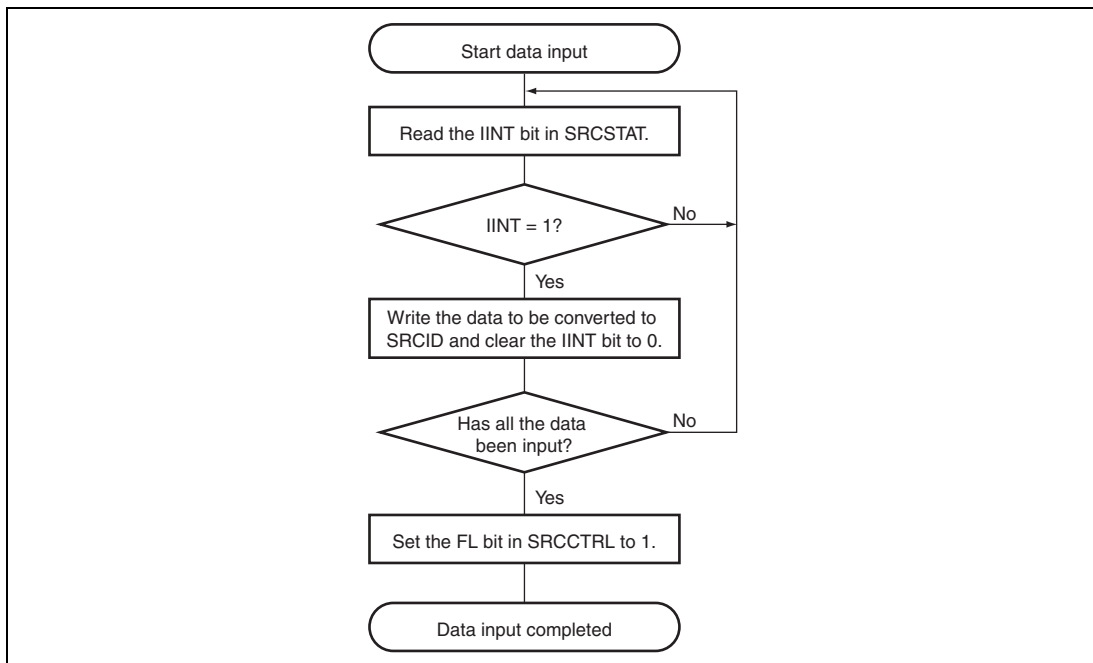 Start data input
Read the IINT bit in SRCSTAT.
IINT = 1?
No
Yes
Write the data to be converted to
SRCID and clear the IINT bit to 0.
Has all the data
been input?
No
Yes
Set the FL bit in SRCCTRL to 1.
Data input completed